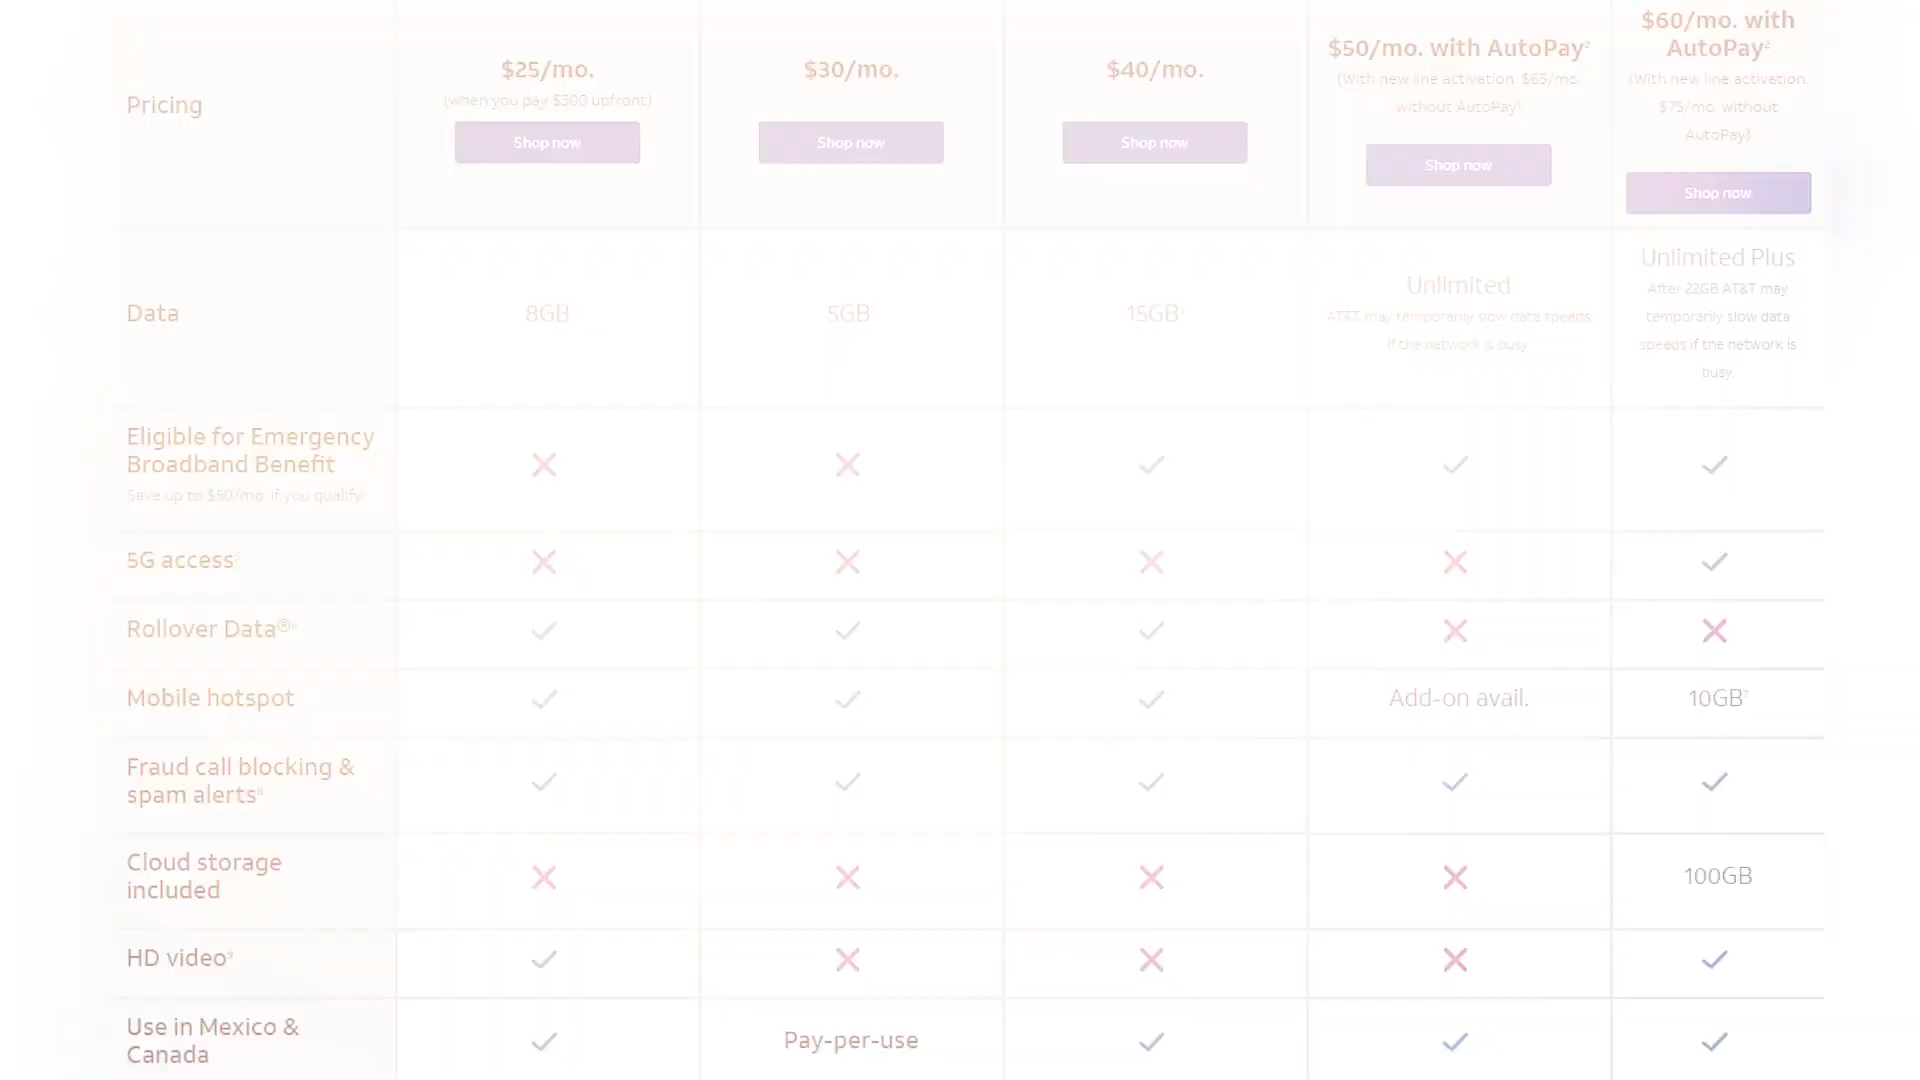 Pricing
$25/mo.
(when you pay $300 upfront)
Shop now
$30/mo.
Shop now
$40/mo.
Shop now
$50/mo. with AutoPay²
(With new line activation. $65/mo.
without AutoPay)
Shop now
$60/mo. with
AutoPay²
(With new line activation.
$75/mo. without
AutoPay)
Shop now
Data
8GB
5GB
15GB
Unlimited
AT&T may temporarily slow data speeds
if the network is busy
Unlimited Plus
After 22GB AT&T may
temporarily slow data
speeds if the network is
busy.
Eligible for Emergency
Broadband Benefit
Save up to $50/mo. if you qualify
5G access
Rollover Data®
Mobile hotspot
Add-on avail.
10GB⁷
Fraud call blocking &
spam alerts⁸
Cloud storage
included
100GB
HD video⁹
Use in Mexico &
Canada
Pay-per-use